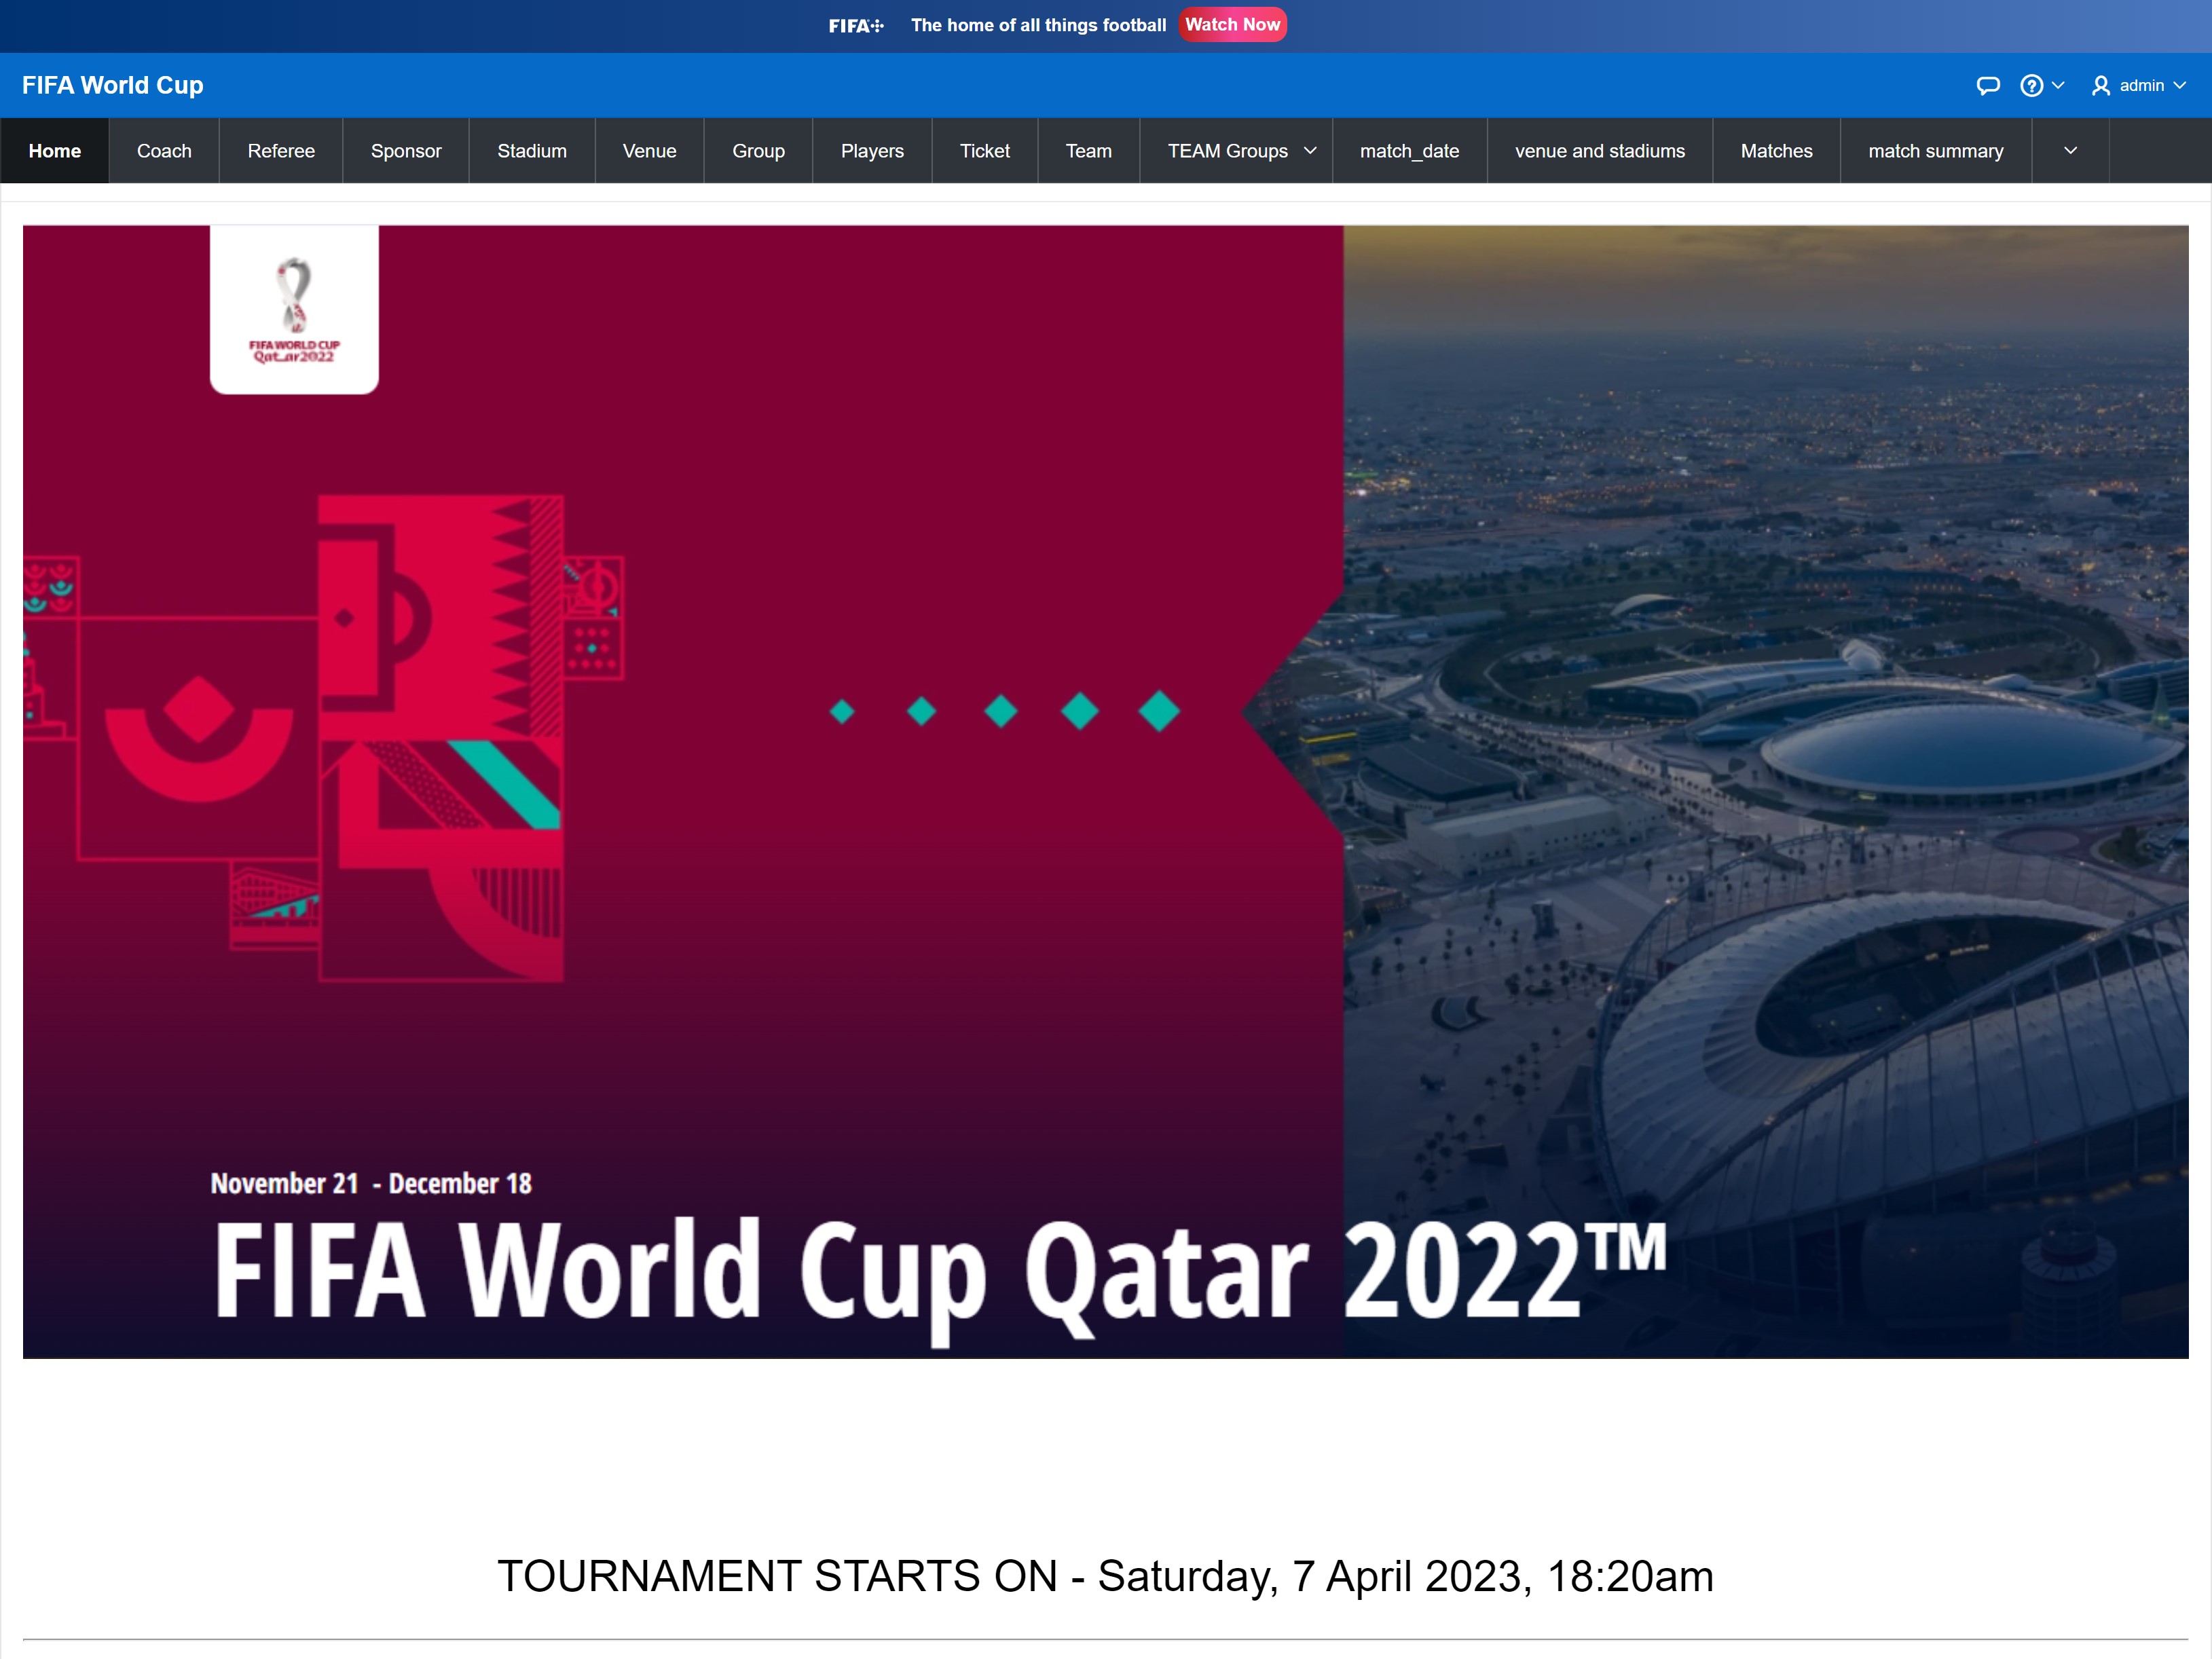 FIFA+ The home of all things football Watch Now
FIFA World Cup
admin
Home Coach Referee Sponsor Stadium Venue Group Players Ticket Team TEAM Groups match_date venue and stadiums Matches match summary
FIFA WORLD CUP
Qatar2022
November 21 - December 18
FIFA World Cup Qatar 2022™
TOURNAMENT STARTS ON - Saturday, 7 April 2023, 18:20am